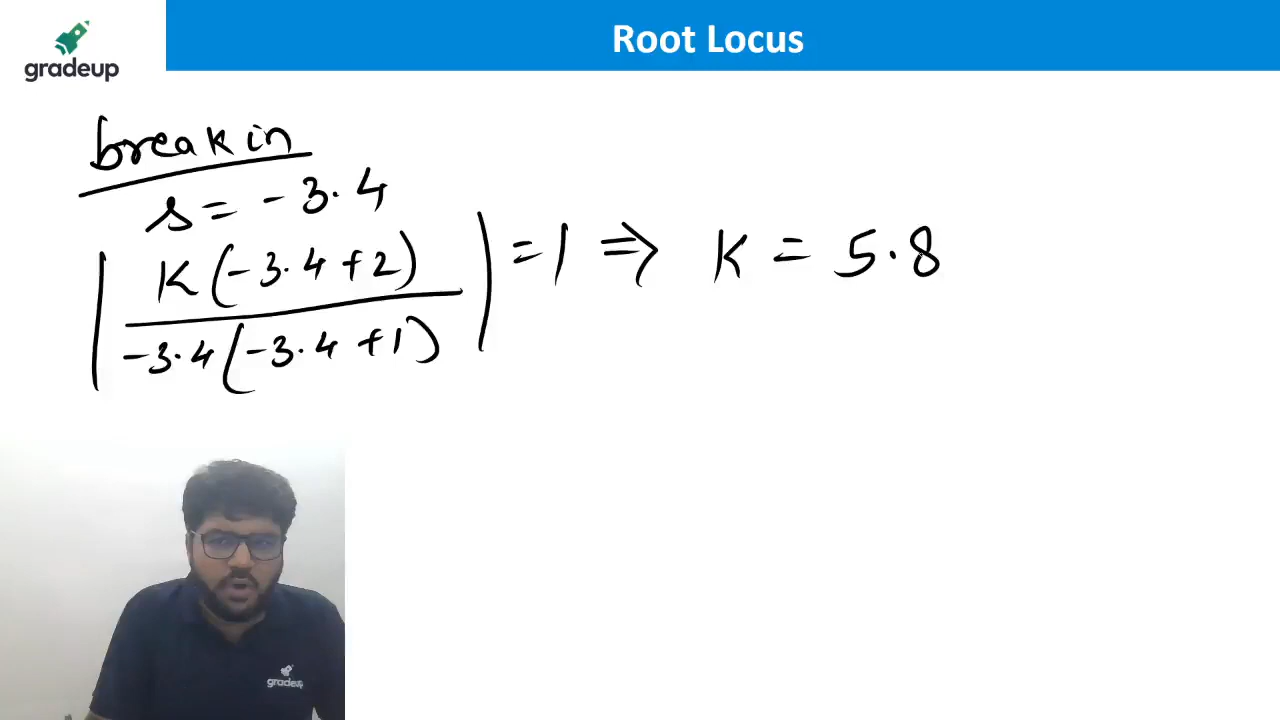 gradeup
Root Locus
break in
s = -3.4
| K(-3.4+2) / -3.4(-3.4+1) | = 1 ⇒ K = 5.8
gradeup